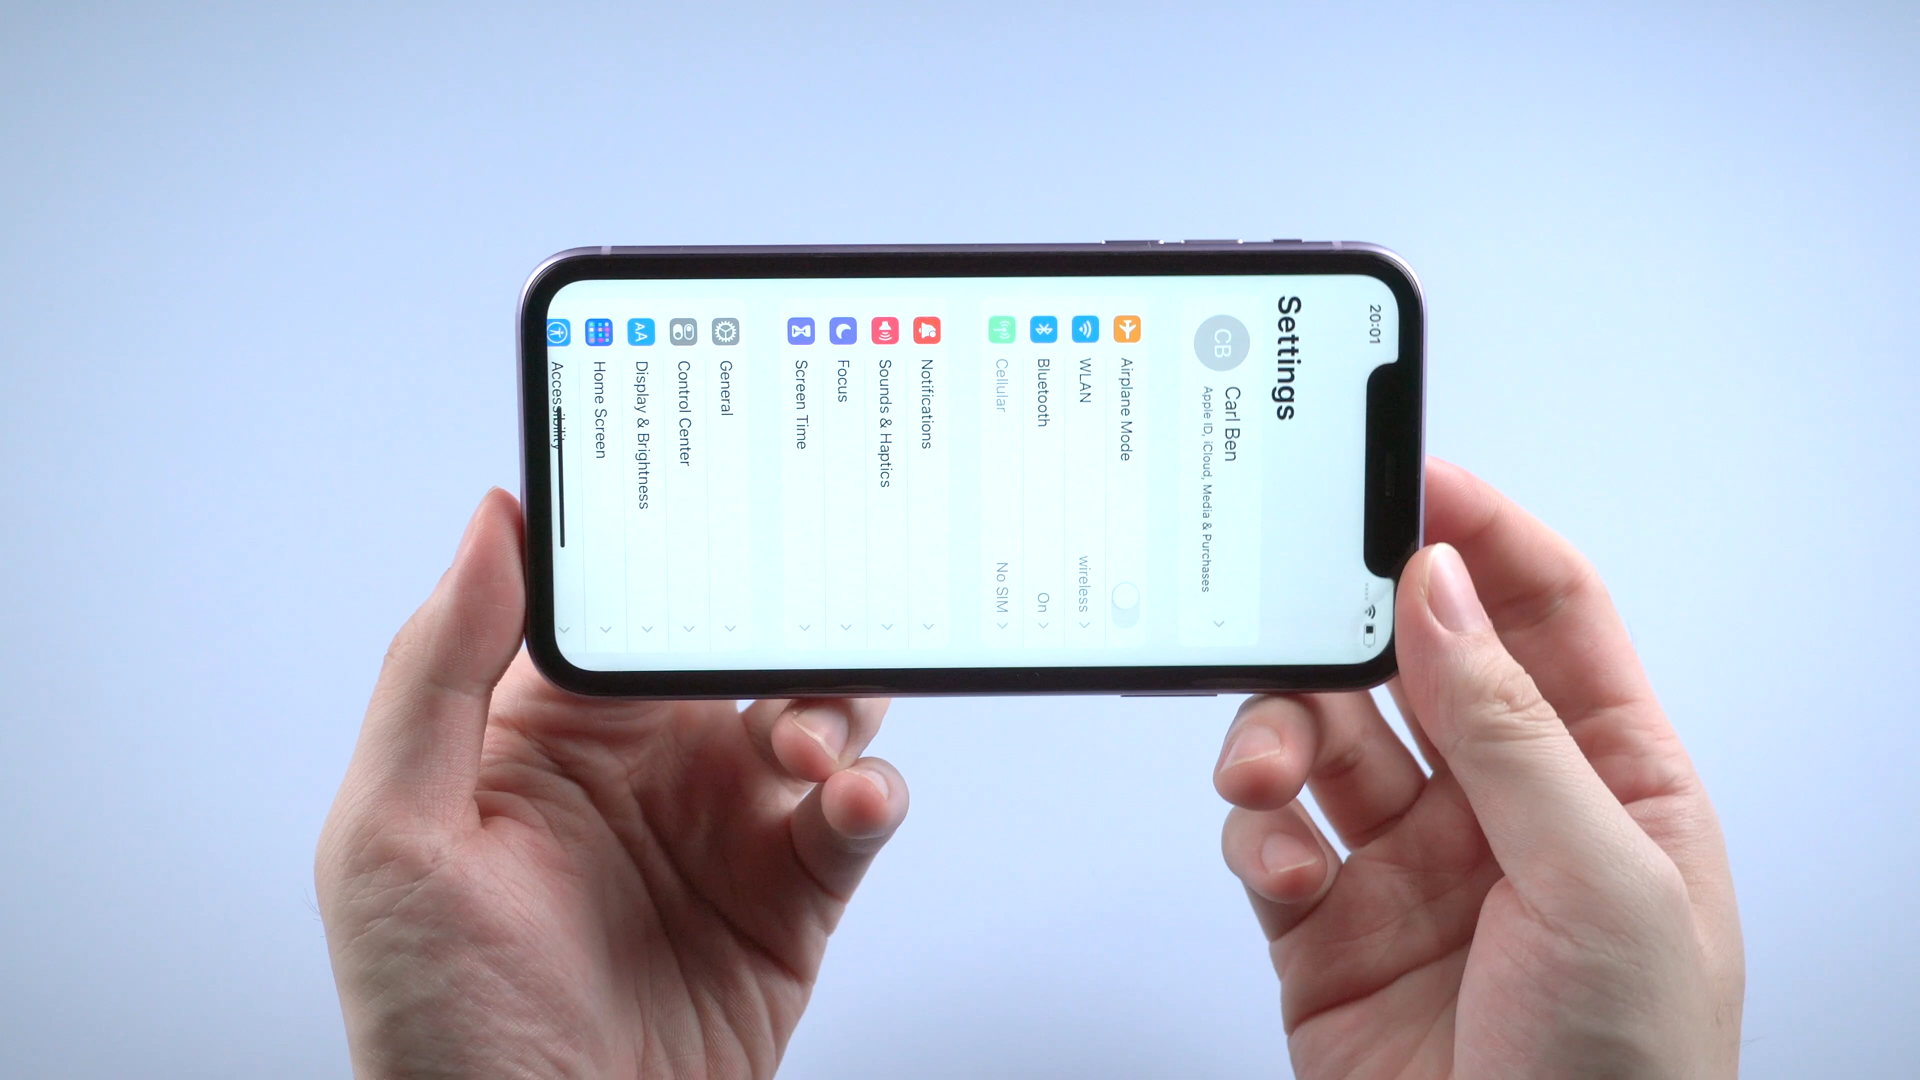 20:01
Settings
CB
Carl Ben
Apple ID, iCloud, Media & Purchases
Airplane Mode
WLAN wireless
Bluetooth On
Cellular No SIM
Notifications
Sounds & Haptics
Focus
Screen Time
General
Control Center
AA Display & Brightness
Home Screen
Accessibility